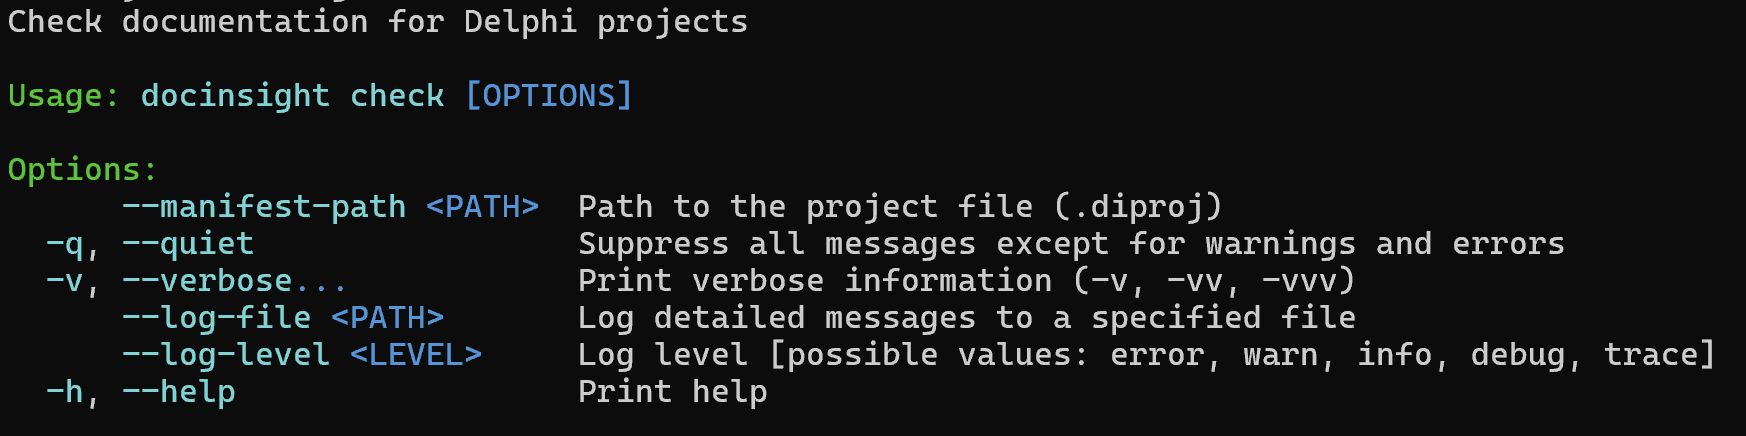 Check documentation for Delphi projects
Usage: docinsight check [OPTIONS]
Options:
--manifest-path <PATH> Path to the project file (.diproj)
-q, --quiet Suppress all messages except for warnings and errors
-v, --verbose... Print verbose information (-v, -vv, -vvv)
--log-file <PATH> Log detailed messages to a specified file
--log-level <LEVEL> Log level [possible values: error, warn, info, debug, trace]
-h, --help Print help